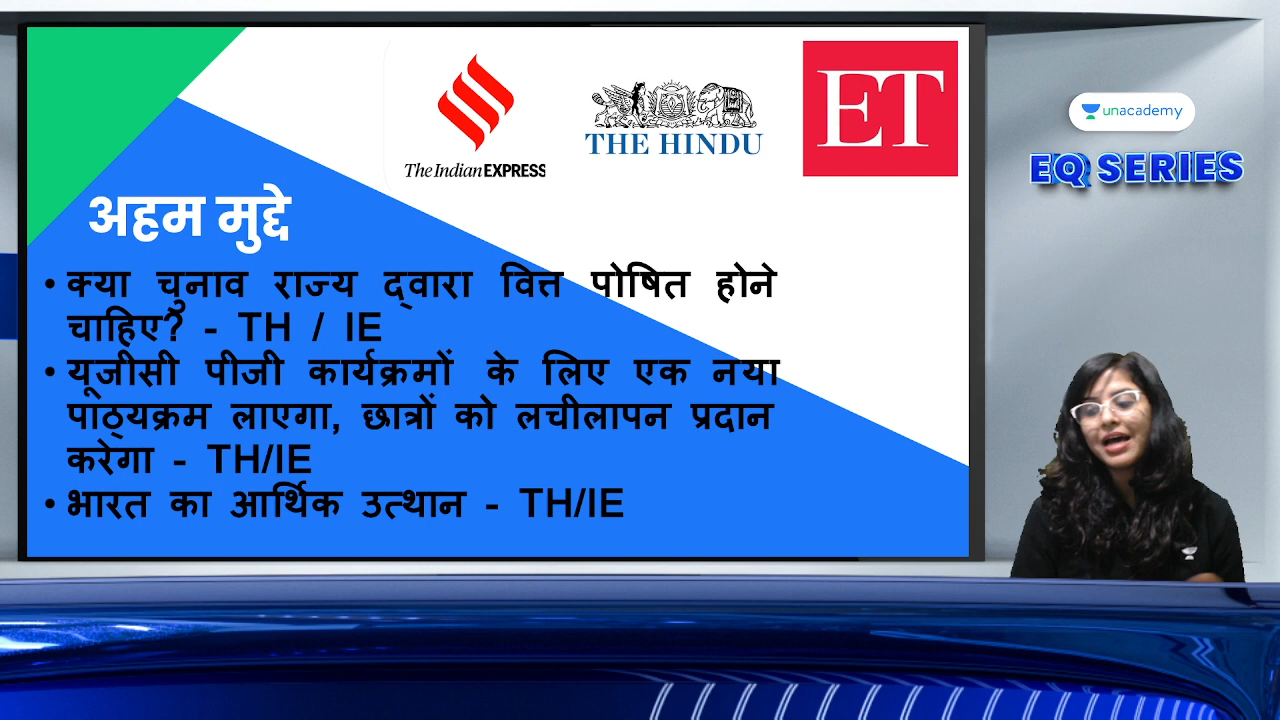 The Indian EXPRESS
THE HINDU
ET
unacademy
EQ SERIES
अहम मुद्दे
• क्या चुनाव राज्य द्वारा वित्त पोषित होने
चाहिए? - TH / IE
• यूजीसी पीजी कार्यक्रमों के लिए एक नया
पाठ्यक्रम लाएगा, छात्रों को लचीलापन प्रदान
करेगा - TH/IE
• भारत का आर्थिक उत्थान - TH/IE